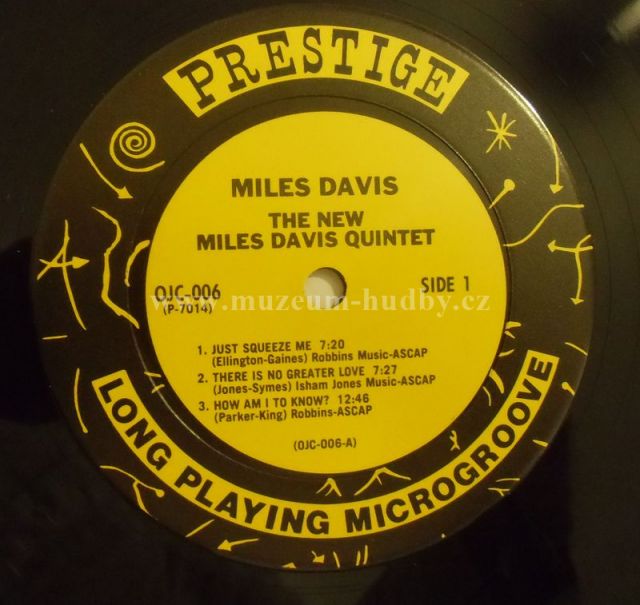 PRESTIGE
MILES DAVIS
THE NEW
MILES DAVIS QUINTET
OJC-006
(P-7014)
SIDE 1
www.muzeum-hudby.cz
1. JUST SQUEEZE ME 7:20
(Ellington-Gaines) Robbins Music-ASCAP
2. THERE IS NO GREATER LOVE 7:27
(Jones-Symes) Isham Jones Music-ASCAP
3. HOW AM I TO KNOW? 12:46
(Parker-King) Robbins-ASCAP
(OJC-006-A)
LONG PLAYING MICROGROOVE